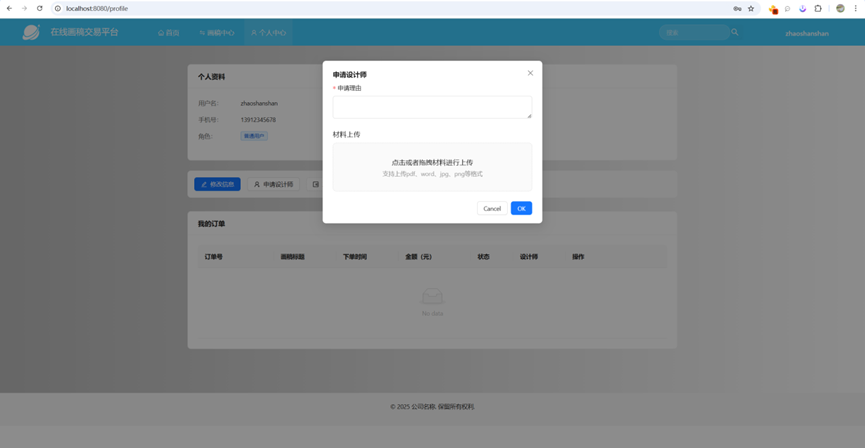 localhost:8080/profile
在线画稿平台
首页
画稿中心
个人中心
搜索
zhaoshanshan
个人资料
用户名:
zhaoshanshan
手机号:
13912345678
角色:
普通用户
修改信息
申请设计师
申请设计师
* 申请理由
材料上传
点击或者拖拽材料进行上传
支持上传pdf、word、jpg、png等格式
Cancel
OK
我的订单
订单号
画稿标题
下单时间
金额（元）
状态
设计师
操作
No data
© 2025 公司名称. 保留所有权利.